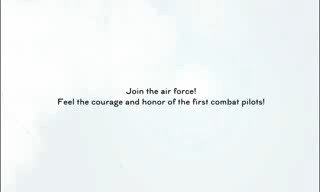 Join the air force!
Feel the courage and honor of the first combat pilots!